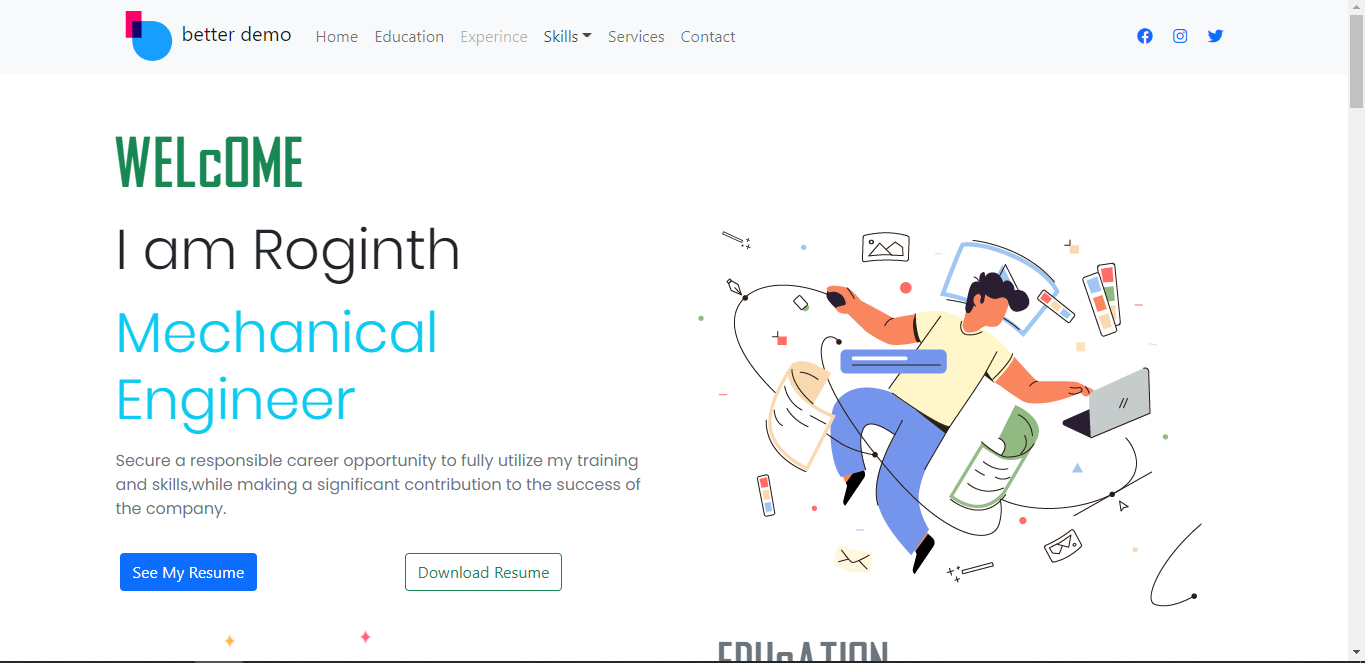 better demo
Home Education Experince Skills Services Contact
WELcOME
I am Roginth
Mechanical
Engineer
Secure a responsible career opportunity to fully utilize my training
and skills,while making a significant contribution to the success of
the company.
See My Resume Download Resume
EDUcATION